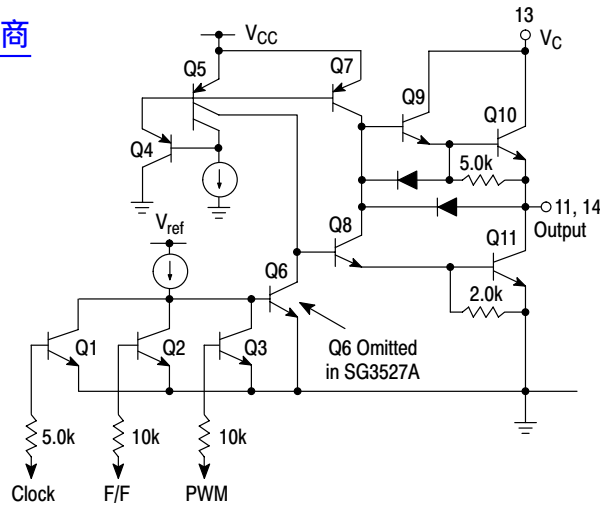 商
13
VCC
VC
Q5
Q7
Q9
Q10
Q4
5.0k
11, 14
Output
Vref
Q8
Q11
Q6
2.0k
Q1
Q2
Q3
Q6 Omitted
in SG3527A
5.0k
10k
10k
Clock
F/F
PWM